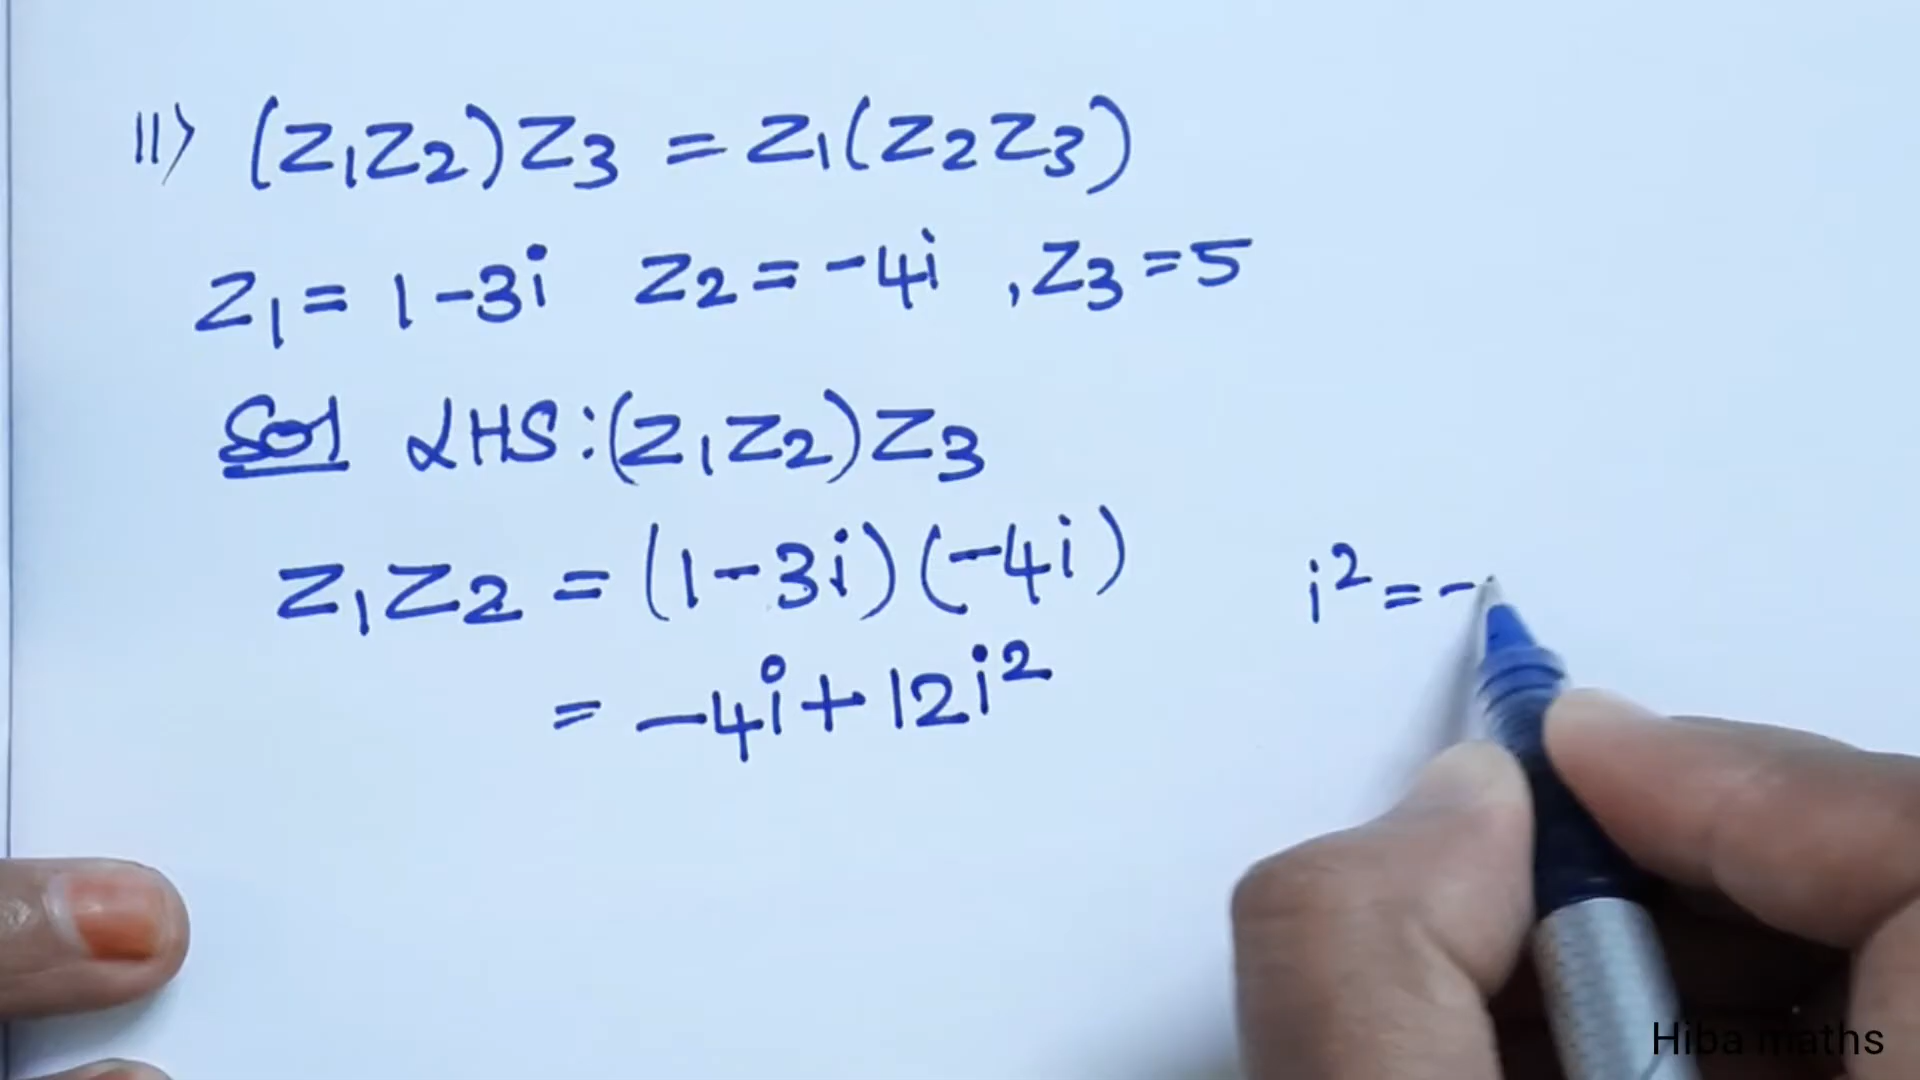 11) (Z₁Z₂)Z₃ = Z₁(Z₂Z₃)
Z₁ = 1-3i Z₂ = -4i , Z₃ = 5
Sol LHS: (Z₁Z₂)Z₃
Z₁Z₂ = (1-3i)(-4i)
= -4i + 12i²
i² = -
Hiba maths